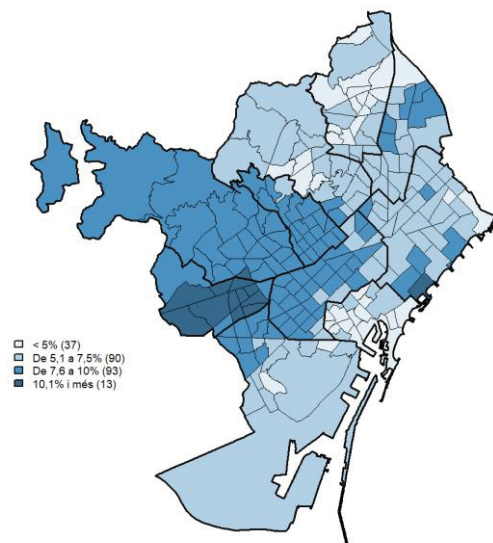 < 5% (37)
De 5,1 a 7,5% (90)
De 7,6 a 10% (93)
10,1% i més (13)